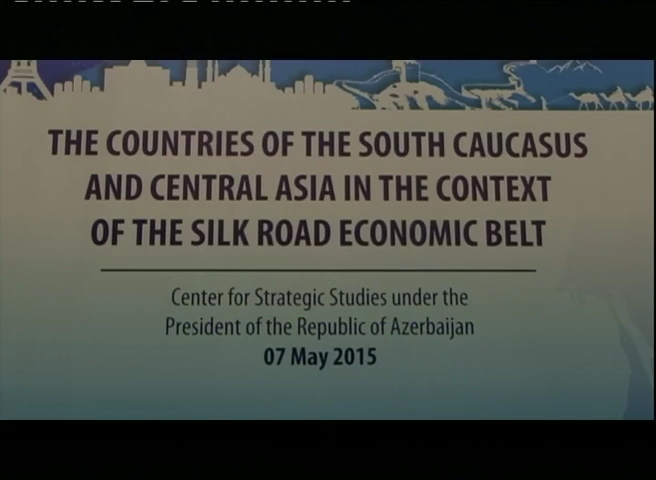 THE COUNTRIES OF THE SOUTH CAUCASUS
AND CENTRAL ASIA IN THE CONTEXT
OF THE SILK ROAD ECONOMIC BELT
Center for Strategic Studies under the
President of the Republic of Azerbaijan
07 May 2015